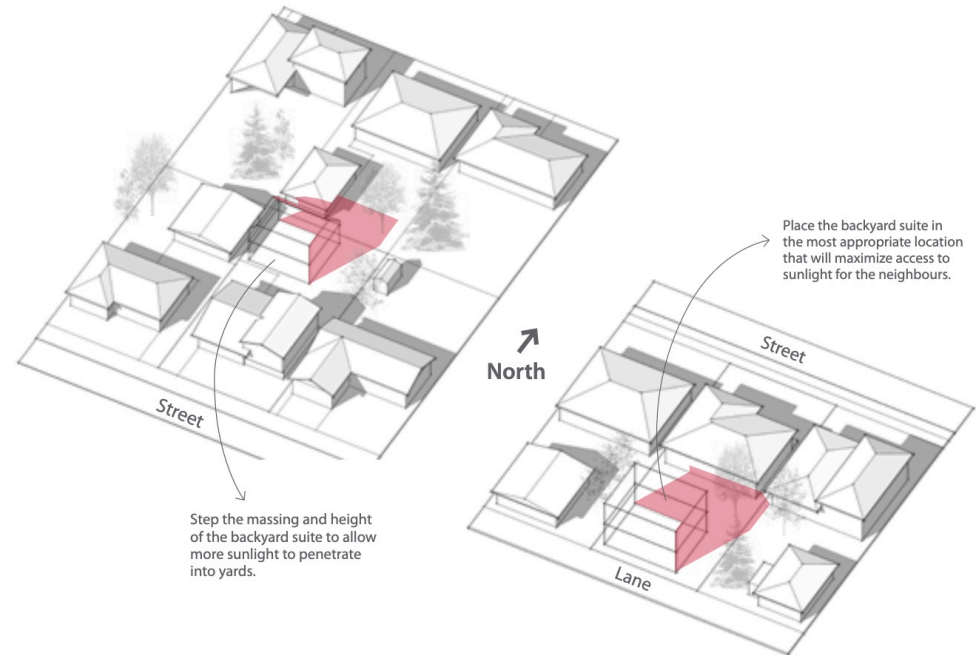 Place the backyard suite in
the most appropriate location
that will maximize access to
sunlight for the neighbours.
Street
North
Street
Step the massing and height
of the backyard suite to allow
more sunlight to penetrate
into yards.
Lane